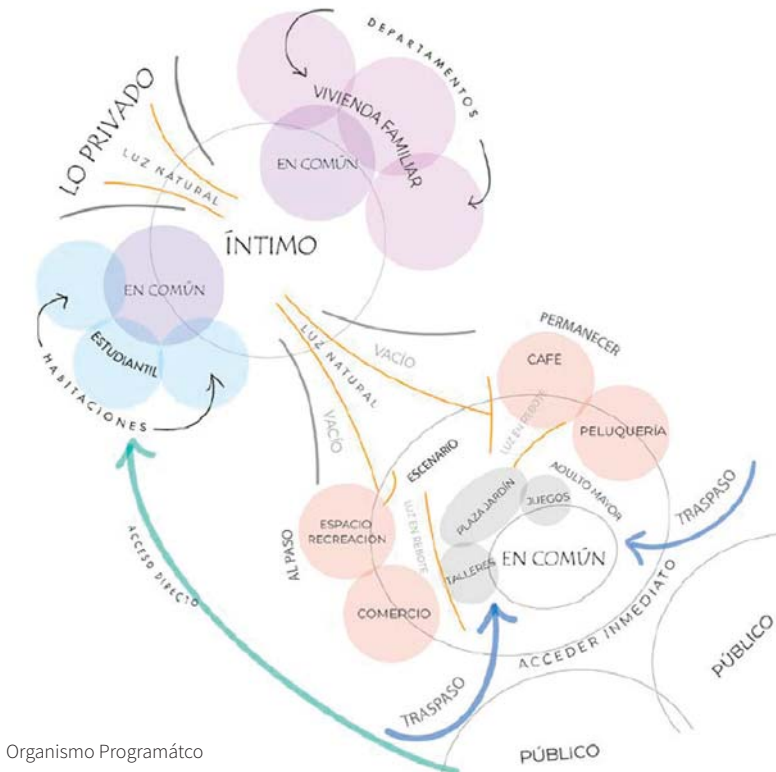 DEPARTAMENTOS
LO PRIVADO
VIVIENDA FAMILIAR
LUZ NATURAL
EN COMÚN
ÍNTIMO
EN COMÚN
ESTUDIANTIL
HABITACIONES
LUZ NATURAL
VACÍO
VACÍO
PERMANECER
CAFE
LUZ EN REBOTE
PELUQUERÍA
ESCENARIO
ADULTO MAYOR
TRASPASO
PLAZA JARDÍN
JUEGOS
ESPACIO
RECREACIÓN
LUZ EN REBOTE
AL PASO
EN COMÚN
TALLERES
ACCESO DIRECTO
COMERCIO
ACCEDER INMEDIATO
PÚBLICO
TRASPASO
PÚBLICO
Organismo Programátco